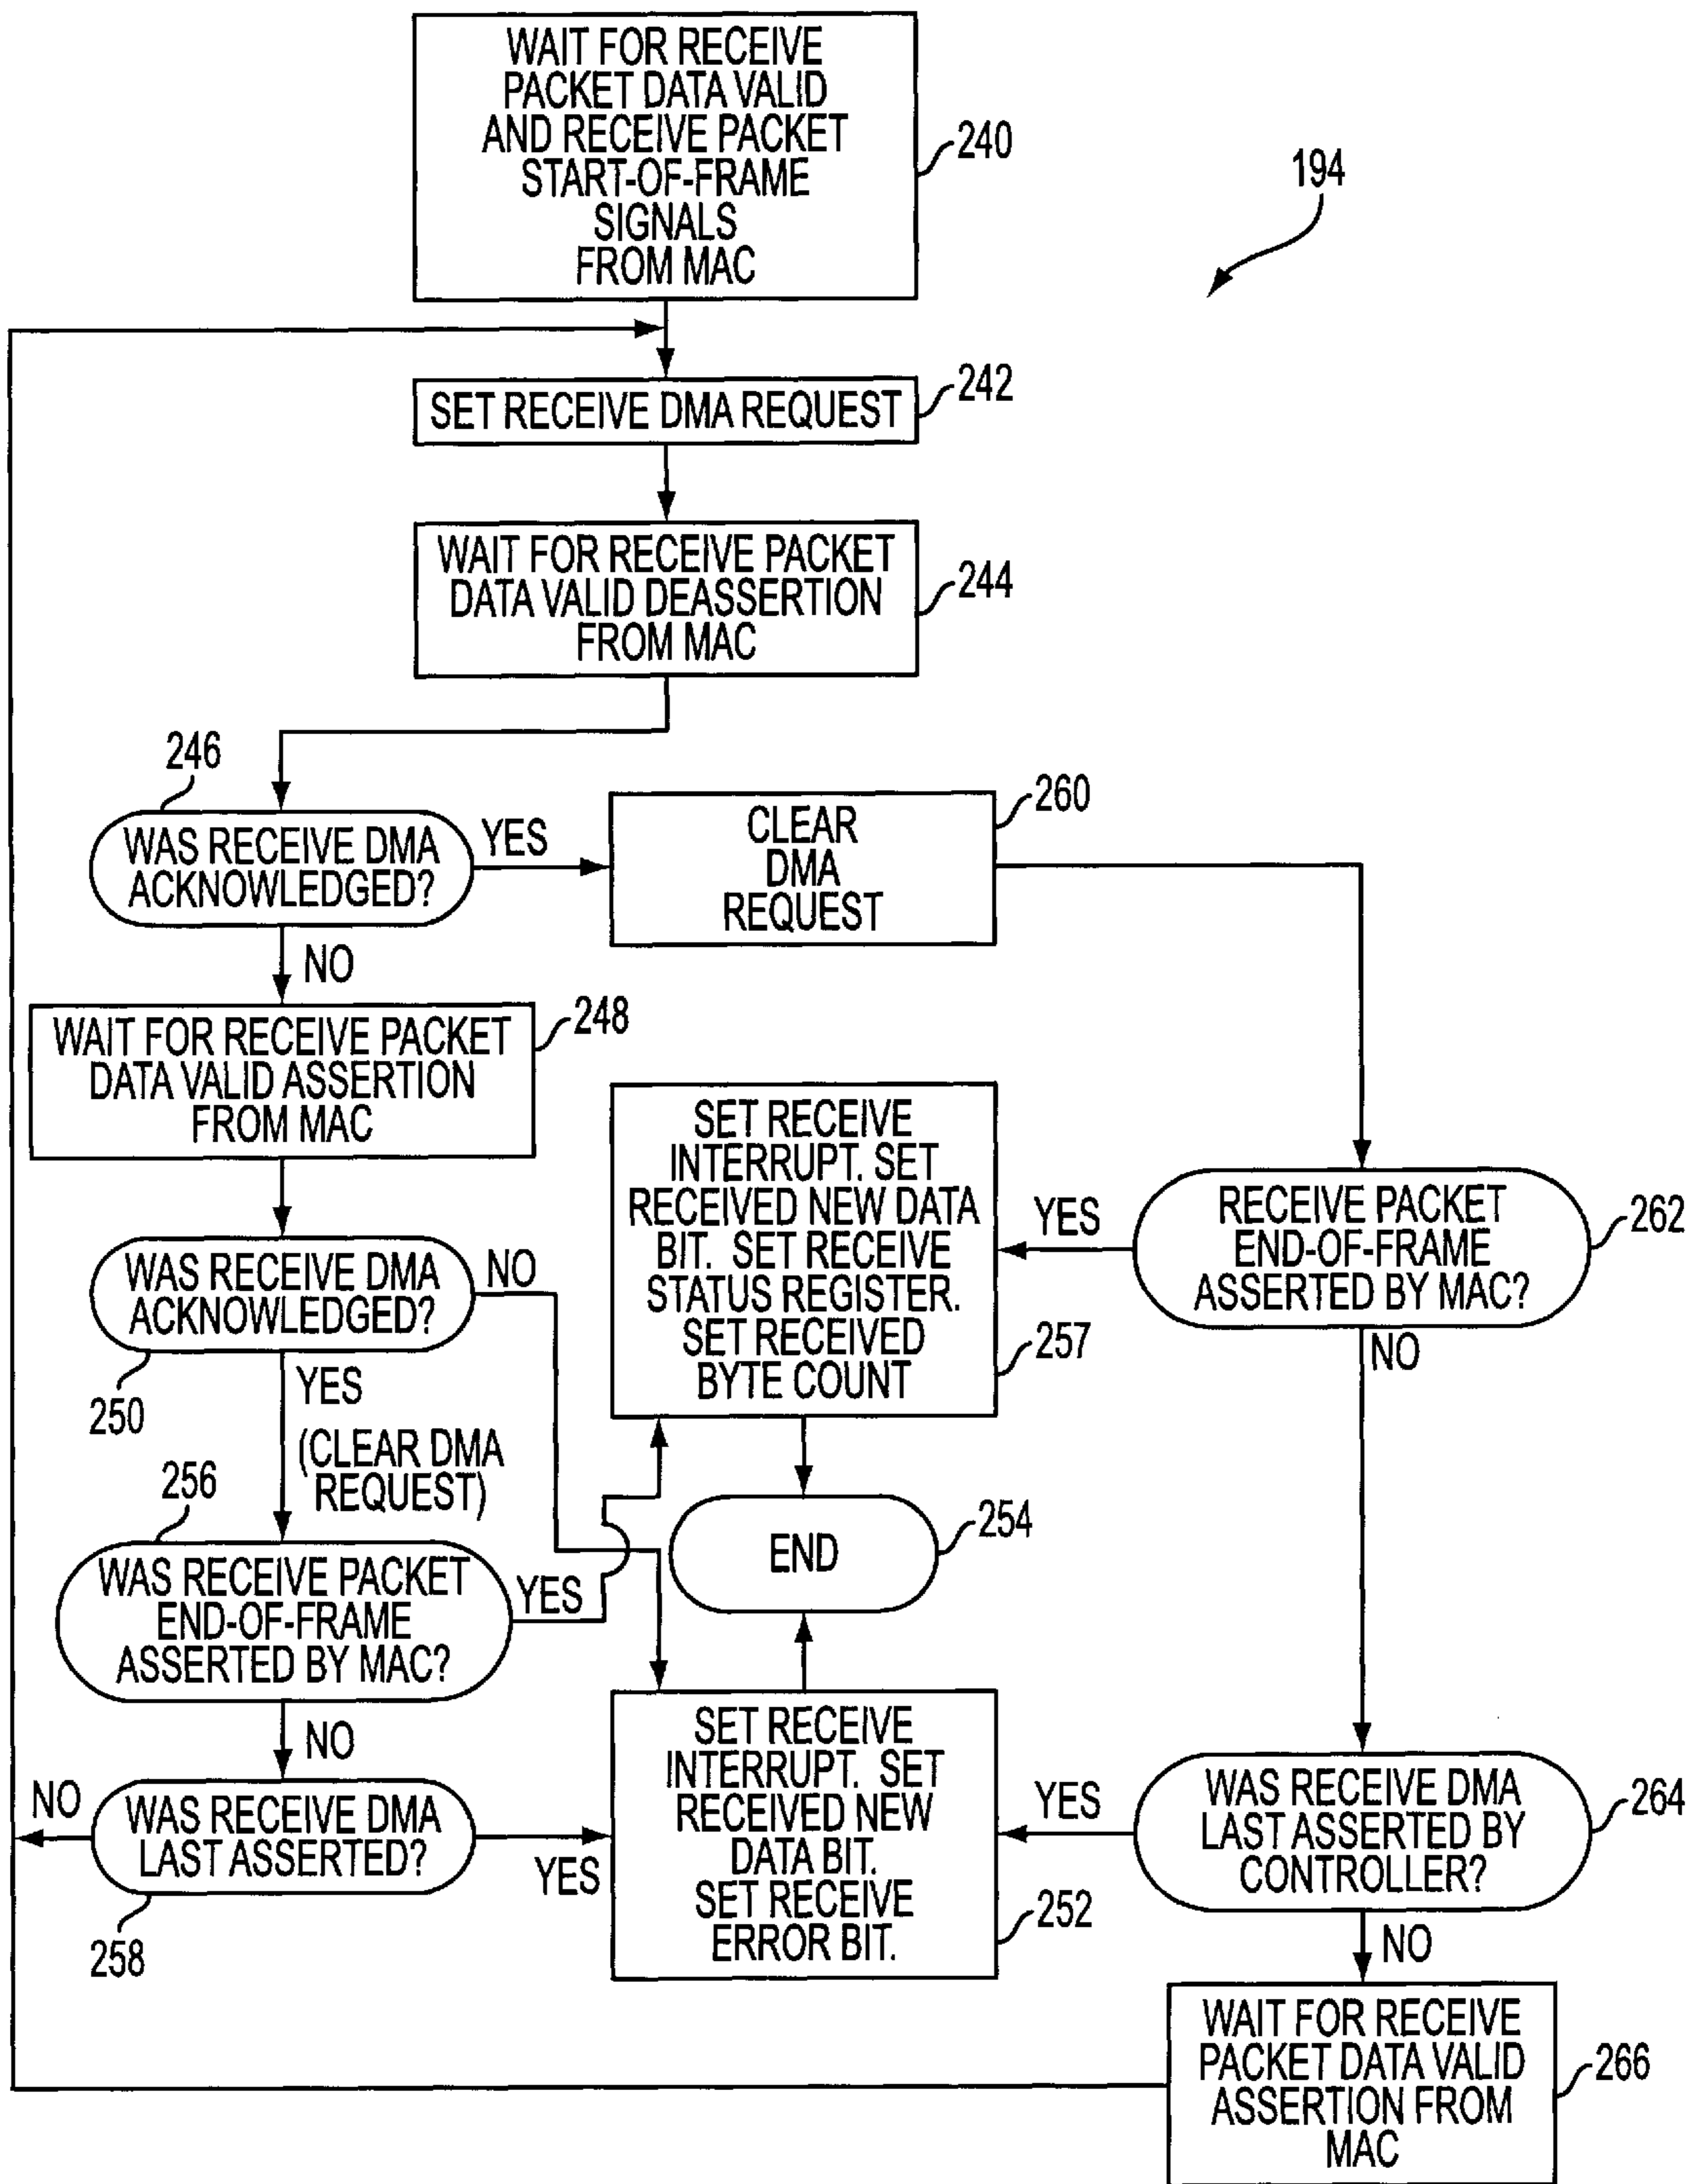 WAIT FOR RECEIVE
PACKET DATA VALID
AND RECEIVE PACKET
START-OF-FRAME
SIGNALS
FROM MAC
240
194
SET RECEIVE DMA REQUEST
242
WAIT FOR RECEIVE PACKET
DATA VALID DEASSERTION
FROM MAC
244
246
WAS RECEIVE DMA
ACKNOWLEDGED?
YES
NO
CLEAR
DMA
REQUEST
260
WAIT FOR RECEIVE PACKET
DATA VALID ASSERTION
FROM MAC
248
WAS RECEIVE DMA
ACKNOWLEDGED?
NO
250
YES
(CLEAR DMA
REQUEST)
SET RECEIVE
INTERRUPT. SET
RECEIVED NEW DATA
BIT. SET RECEIVE
STATUS REGISTER.
SET RECEIVED
BYTE COUNT
257
YES
RECEIVE PACKET
END-OF-FRAME
ASSERTED BY MAC?
262
NO
256
WAS RECEIVE PACKET
END-OF-FRAME
ASSERTED BY MAC?
YES
NO
END
254
NO
WAS RECEIVE DMA
LAST ASSERTED?
YES
258
SET RECEIVE
INTERRUPT. SET
RECEIVED NEW
DATA BIT.
SET RECEIVE
ERROR BIT.
252
YES
WAS RECEIVE DMA
LAST ASSERTED BY
CONTROLLER?
264
NO
WAIT FOR RECEIVE
PACKET DATA VALID
ASSERTION FROM
MAC
266